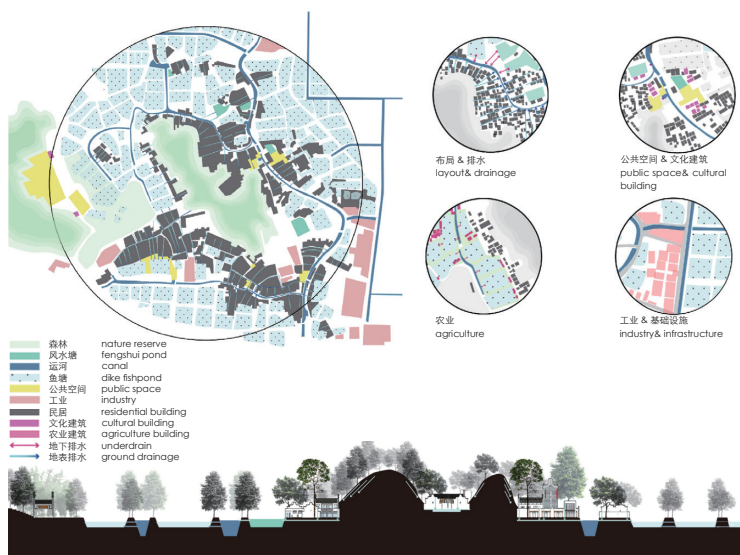 布局 & 排水
layout& drainage
公共空间 & 文化建筑
public space& cultural
building
农业
agriculture
工业 & 基础设施
industry& infrastructure
森林 nature reserve
风水塘 fengshui pond
运河 canal
鱼塘 dike fishpond
公共空间 public space
工业 industry
民居 residential building
文化建筑 cultural building
农业建筑 agriculture building
地下排水 underdrain
地表排水 ground drainage